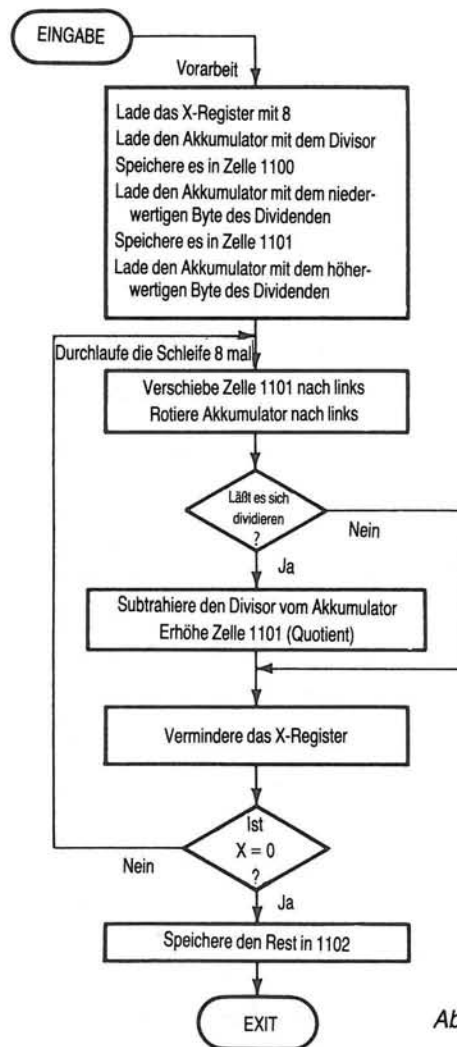 EINGABE
Vorarbeit
Lade das X-Register mit 8
Lade den Akkumulator mit dem Divisor
Speichere es in Zelle 1100
Lade den Akkumulator mit dem nieder-
wertigen Byte des Dividenden
Speichere es in Zelle 1101
Lade den Akkumulator mit dem höher-
wertigen Byte des Dividenden
Durchlaufe die Schleife 8 mal
Verschiebe Zelle 1101 nach links
Rotiere Akkumulator nach links
Läßt es sich
dividieren
?
Nein
Ja
Subtrahiere den Divisor vom Akkumulator
Erhöhe Zelle 1101 (Quotient)
Vermindere das X-Register
Ist
X = 0
?
Nein
Ja
Speichere den Rest in 1102
EXIT
Ab